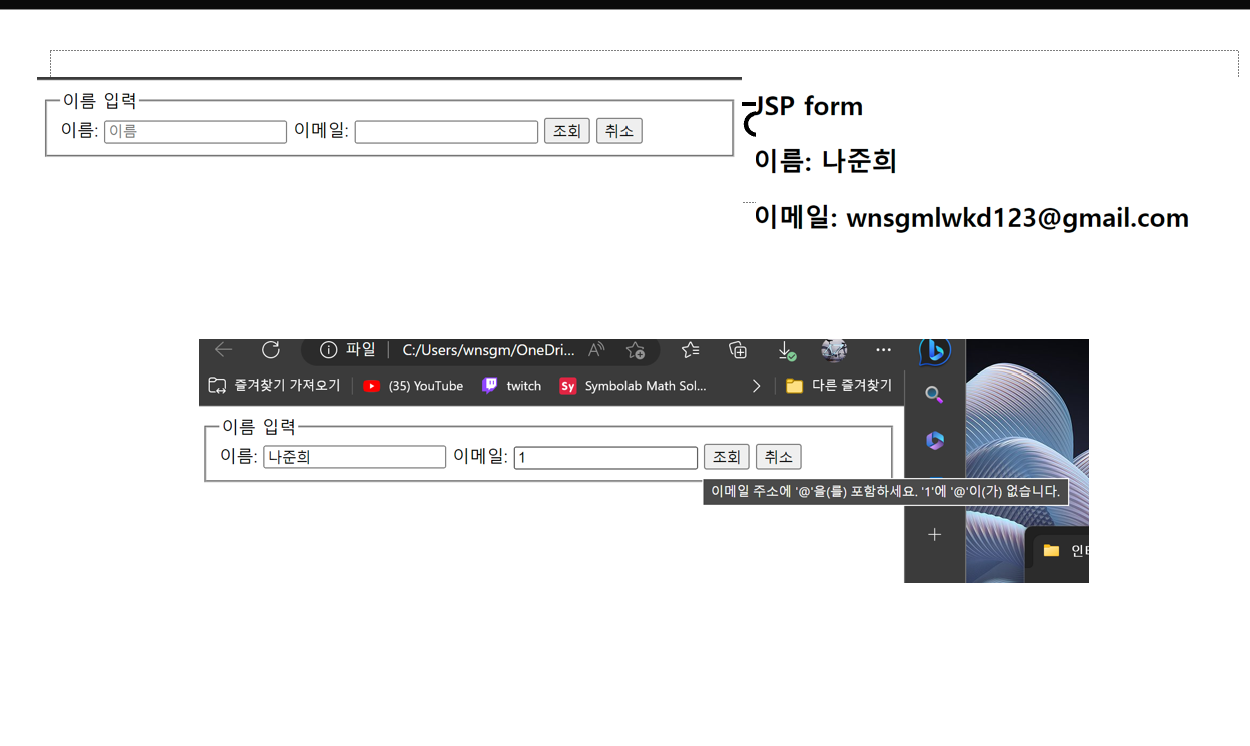 이름 입력
이름: 이름 이메일: 조회 취소
JSP form
이름: 나준희
이메일: wnsgmlwkd123@gmail.com
파일 C:/Users/wnsgm/OneDri...
즐겨찾기 가져오기 (35) YouTube twitch Sy Symbolab Math Sol... 다른 즐겨찾기
이름 입력
이름: 나준희 이메일: 1 조회 취소
이메일 주소에 '@'을(를) 포함하세요. '1'에 '@'이(가) 없습니다.